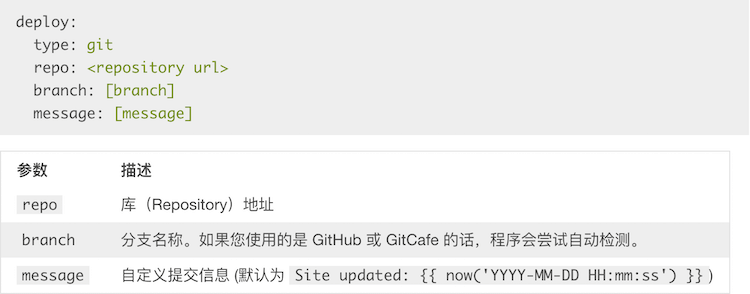 deploy:
  type: git
  repo: <repository url>
  branch: [branch]
  message: [message]
参数 描述
repo 库（Repository）地址
branch 分支名称。如果您使用的是 GitHub 或 GitCafe 的话，程序会尝试自动检测。
message 自定义提交信息 (默认为 Site updated: {{ now('YYYY-MM-DD HH:mm:ss') }} )